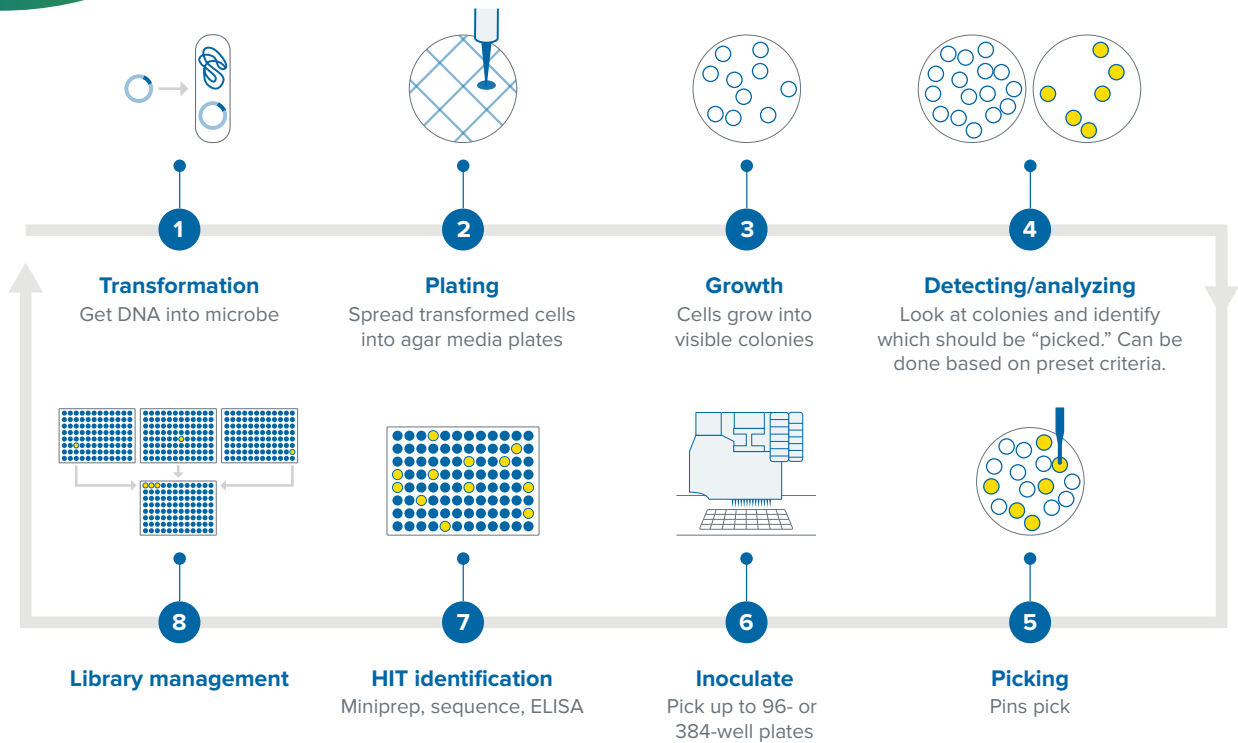 1
2
3
4
Transformation
Get DNA into microbe
Plating
Spread transformed cells
into agar media plates
Growth
Cells grow into
visible colonies
Detecting/analyzing
Look at colonies and identify
which should be “picked.” Can be
done based on preset criteria.
8
7
6
5
Library management
HIT identification
Miniprep, sequence, ELISA
Inoculate
Pick up to 96- or
384-well plates
Picking
Pins pick